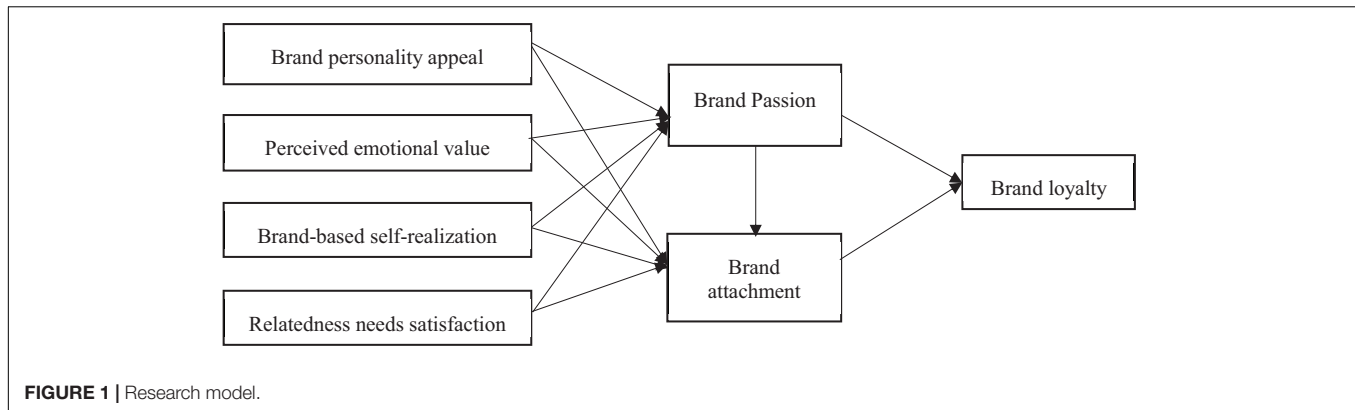 Brand personality appeal
Perceived emotional value
Brand-based self-realization
Relatedness needs satisfaction
Brand Passion
Brand
attachment
Brand loyalty
FIGURE 1 | Research model.